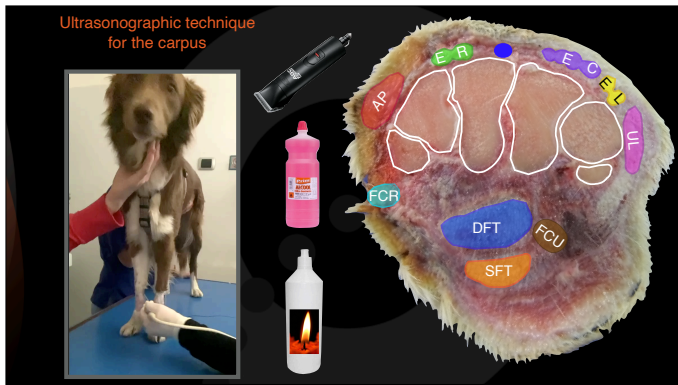 Ultrasonographic technique
for the carpus
E R
E C
E L
AP
UL
FCR
DFT
FCU
SFT